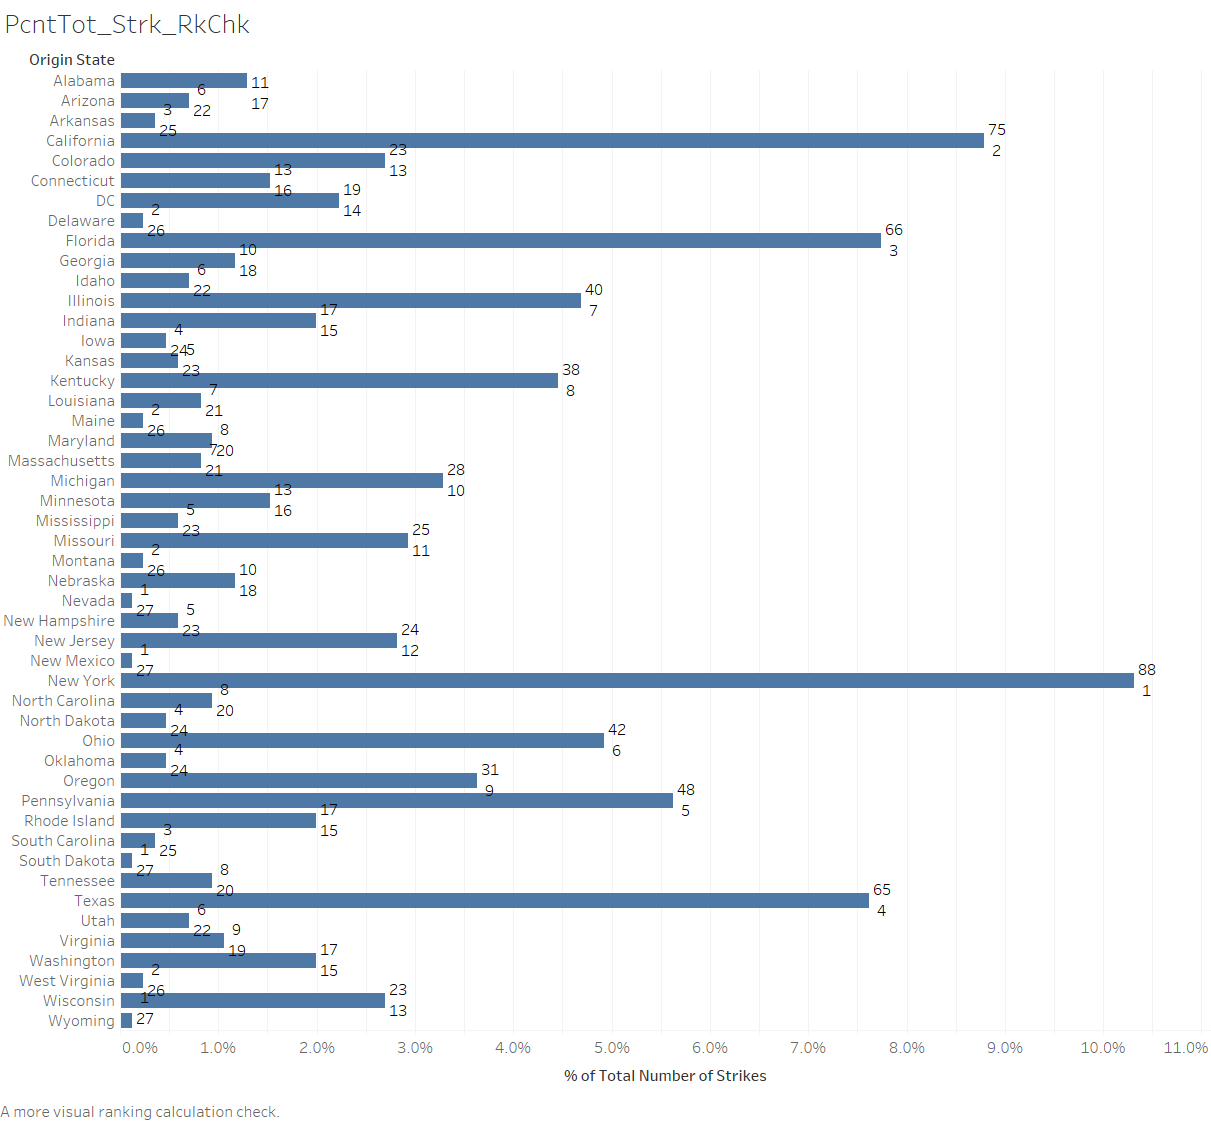 PcntTot_Strk_RkChk
Origin State
Alabama 11
17
Arizona 6
22
Arkansas 3
25
California 75
2
Colorado 23
13
Connecticut 13
16
DC 19
14
Delaware 2
26
Florida 66
3
Georgia 10
18
Idaho 6
22
Illinois 40
7
Indiana 17
15
Iowa 4
24
Kansas 5
23
Kentucky 38
8
Louisiana 7
21
Maine 2
26
Maryland 8
20
Massachusetts 7
21
Michigan 28
10
Minnesota 13
16
Mississippi 5
23
Missouri 25
11
Montana 2
26
Nebraska 10
18
Nevada 1
27
New Hampshire 5
23
New Jersey 24
12
New Mexico 1
27
New York 88
1
North Carolina 8
20
North Dakota 4
24
Ohio 42
6
Oklahoma 4
24
Oregon 31
9
Pennsylvania 48
5
Rhode Island 17
15
South Carolina 3
25
South Dakota 1
27
Tennessee 8
20
Texas 65
4
Utah 6
22
Virginia 9
19
Washington 17
15
West Virginia 2
26
Wisconsin 23
13
Wyoming 1
27
0.0% 1.0% 2.0% 3.0% 4.0% 5.0% 6.0% 7.0% 8.0% 9.0% 10.0% 11.0%
% of Total Number of Strikes
A more visual ranking calculation check.